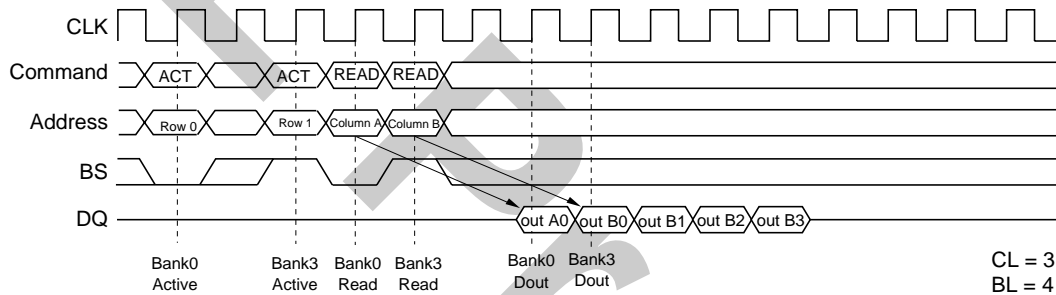 CLK
Command ACT ACT READ READ
Address Row 0 Row 1 Column A Column B
BS
DQ out A0 out B0 out B1 out B2 out B3
Bank0 Active
Bank3 Active
Bank0 Read
Bank3 Read
Bank0 Dout
Bank3 Dout
CL = 3
BL = 4